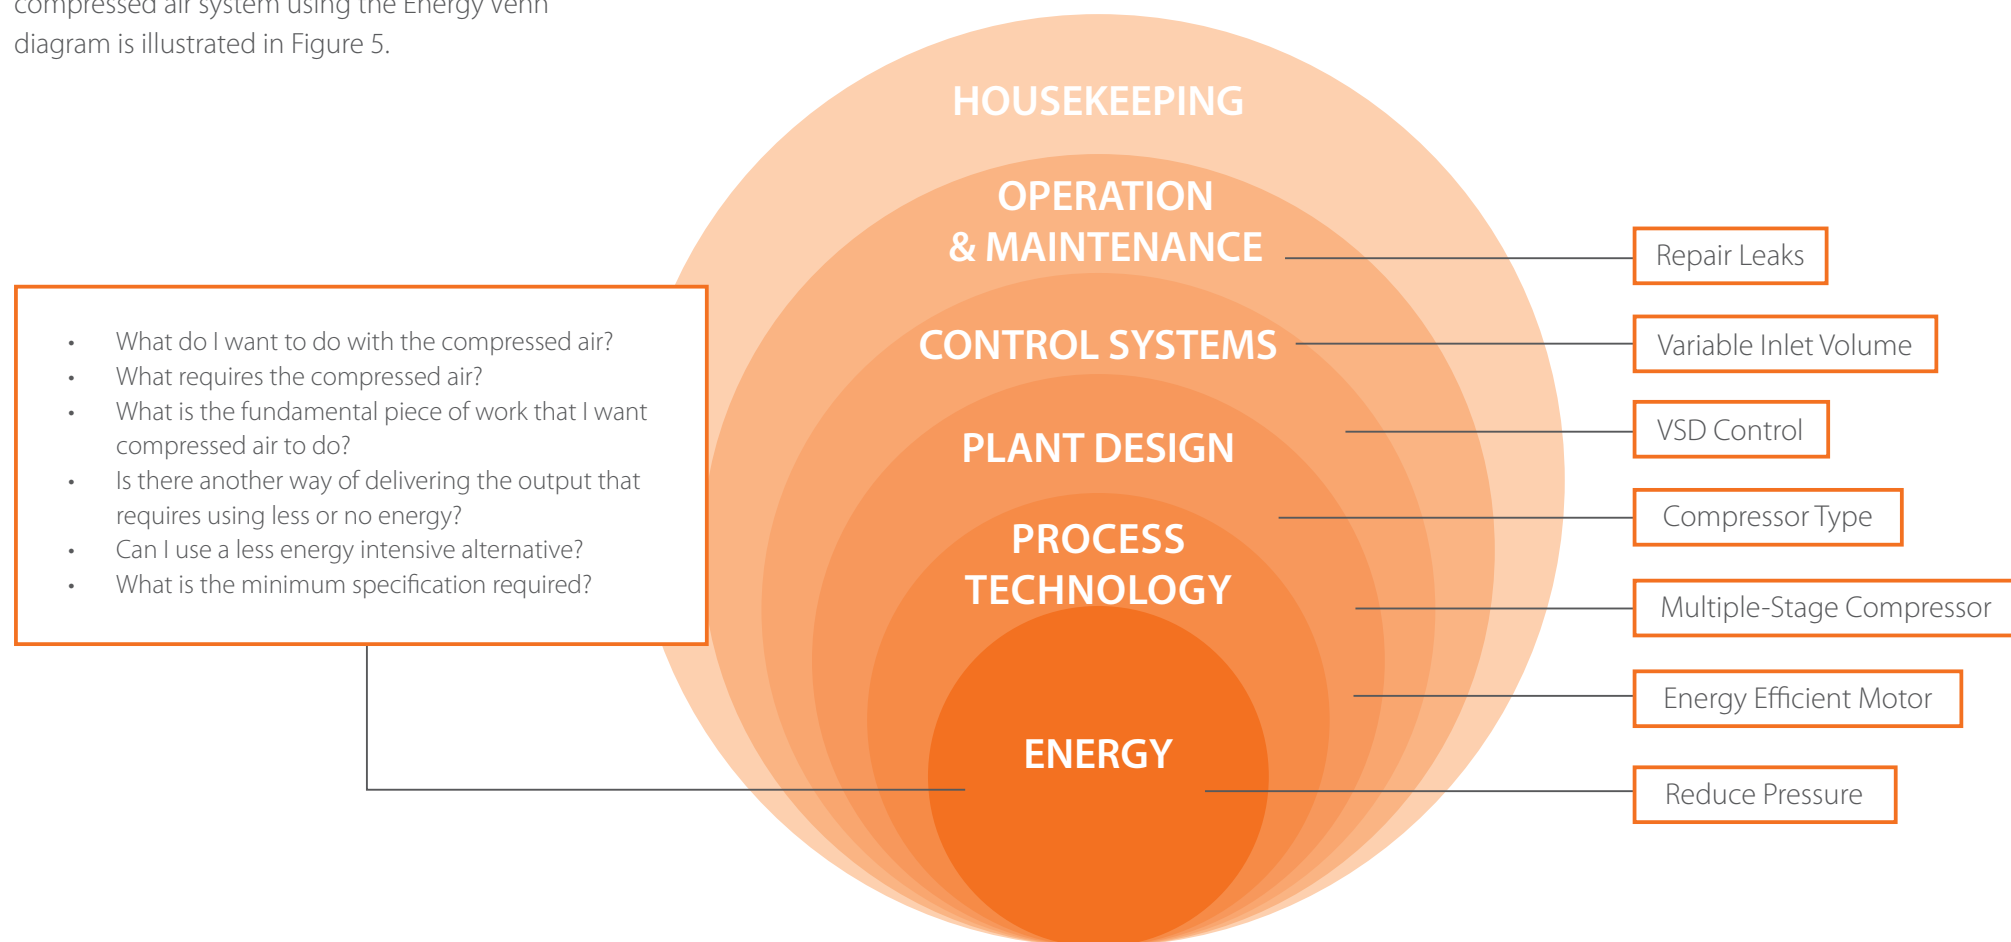 compressed air system using the Energy Venn
diagram is illustrated in Figure 5.
HOUSEKEEPING
OPERATION
& MAINTENANCE
CONTROL SYSTEMS
PLANT DESIGN
PROCESS
TECHNOLOGY
ENERGY
• What do I want to do with the compressed air?
• What requires the compressed air?
• What is the fundamental piece of work that I want
compressed air to do?
• Is there another way of delivering the output that
requires using less or no energy?
• Can I use a less energy intensive alternative?
• What is the minimum specification required?
Repair Leaks
Variable Inlet Volume
VSD Control
Compressor Type
Multiple-Stage Compressor
Energy Efficient Motor
Reduce Pressure